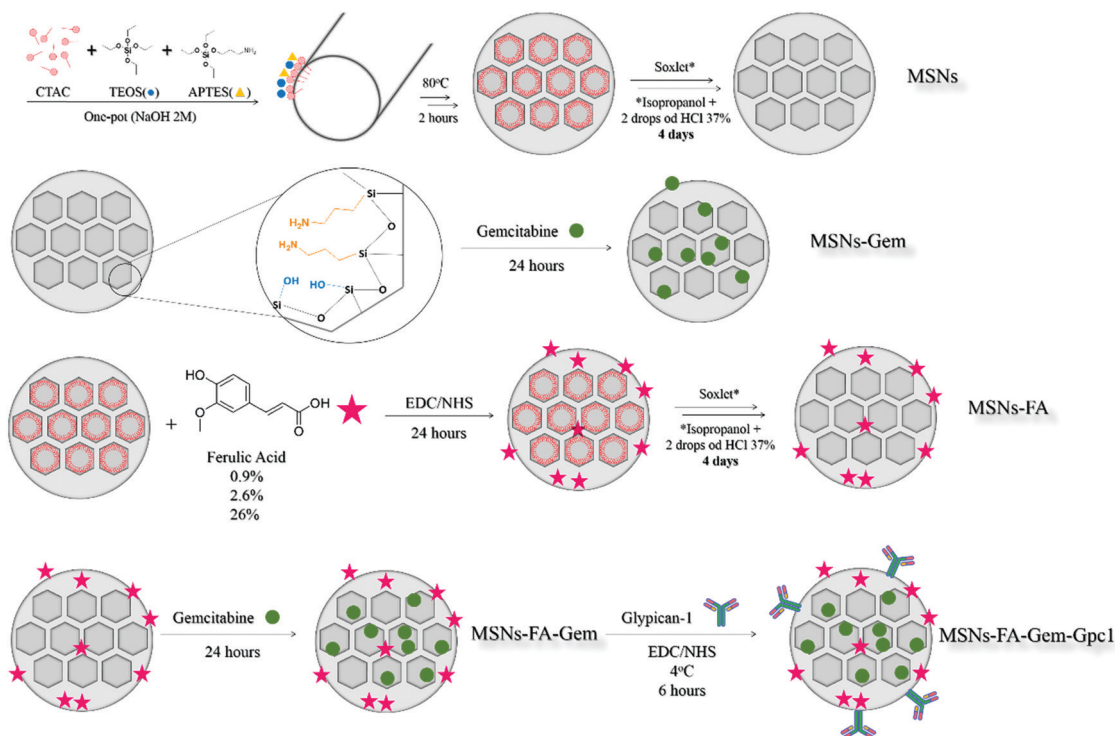 CTAC
TEOS(●)
APTES(▲)
One-pot (NaOH 2M)
80°C
2 hours
Soxlet*
*Isopropanol +
2 drops od HCl 37%
4 days
MSNs
Si
O
H₂N
H₂N
Si
OH
HO
Si
O
Si
O
Gemcitabine
24 hours
MSNs-Gem
+
HO
O
OH
O
Ferulic Acid
0.9%
2.6%
26%
EDC/NHS
24 hours
Soxlet*
*Isopropanol +
2 drops od HCl 37%
4 days
MSNs-FA
Gemcitabine
24 hours
MSNs-FA-Gem
Glypican-1
EDC/NHS
4°C
6 hours
MSNs-FA-Gem-Gpc1